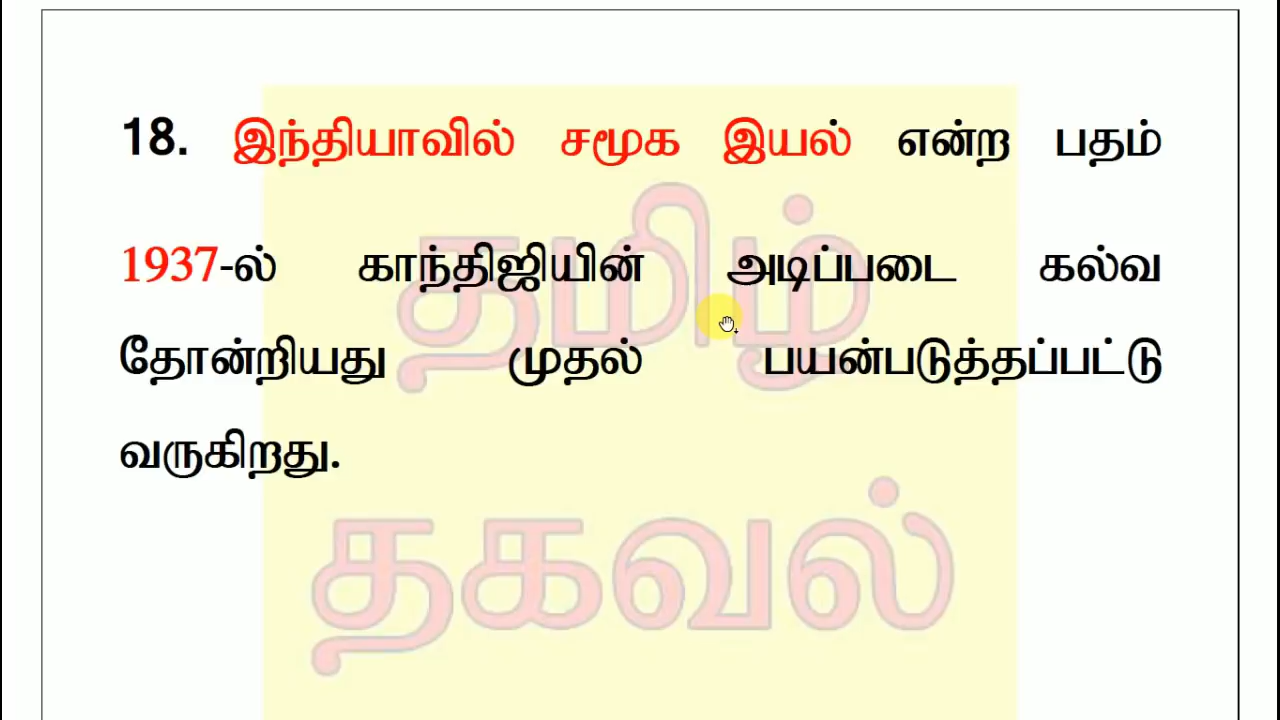 18. இந்தியாவில் சமூக இயல் என்ற பதம்
1937-ல் காந்திஜியின் அடிப்படை கல்வ
தோன்றியது முதல் பயன்படுத்தப்பட்டு
வருகிறது.
தமிழ்
தகவல்